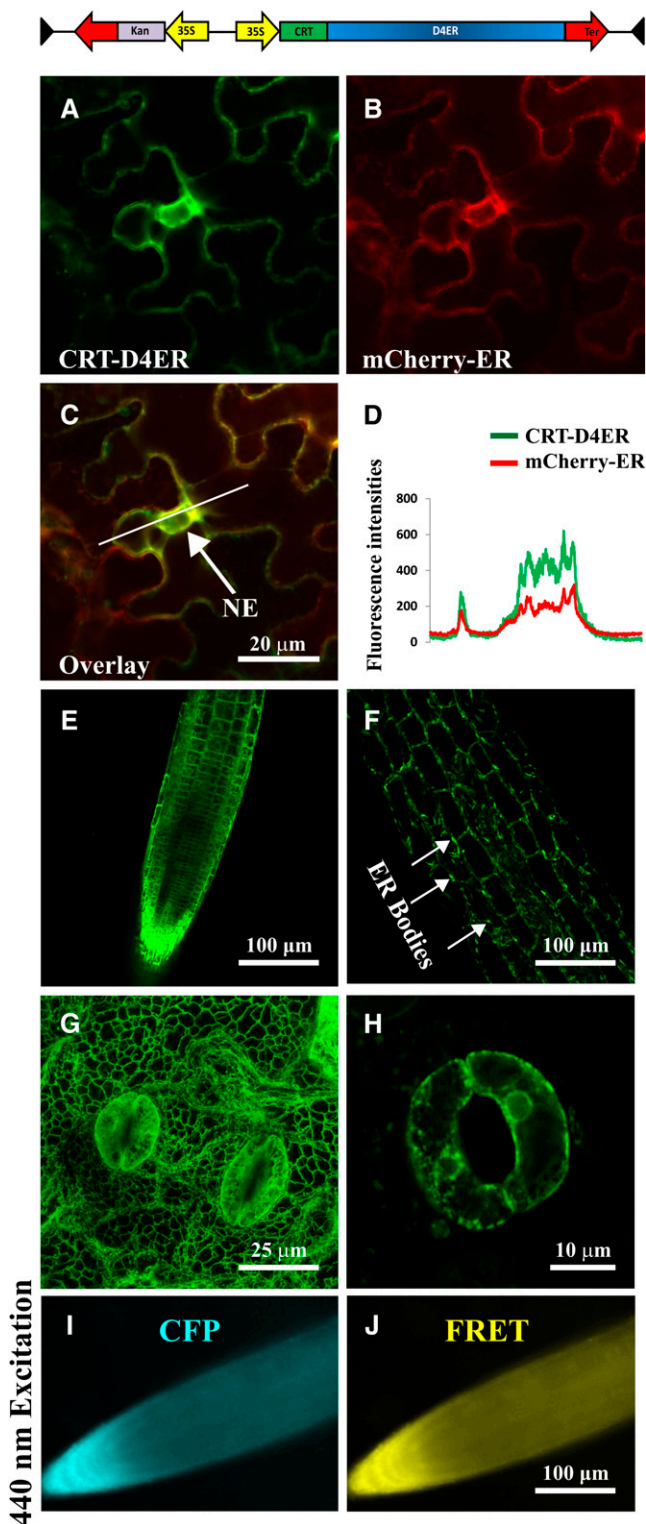 Kan 35S 35S CRT D4ER Ter
A B
CRT-D4ER mCherry-ER
C D
CRT-D4ER
mCherry-ER
Fluorescence intensities
800
600
400
200
0
NE
20 µm
Overlay
E F
ER Bodies
100 µm 100 µm
G H
25 µm 10 µm
440 nm Excitation
I CFP J FRET
100 µm